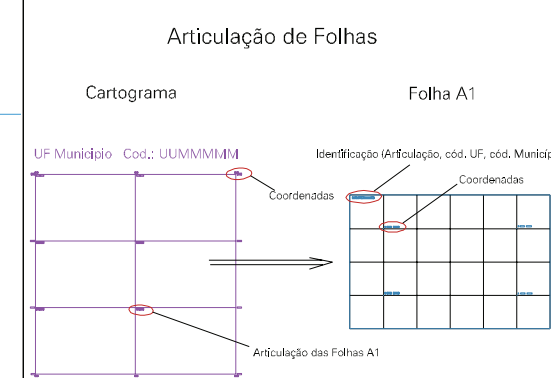 Articulação de Folhas
Cartograma
Folha A1
UF Municipio Cod.: UUMMMMM
Identificação (Articulação, cód. UF, cód. Municíp
Coordenadas
Coordenadas
Articulação das Folhas A1